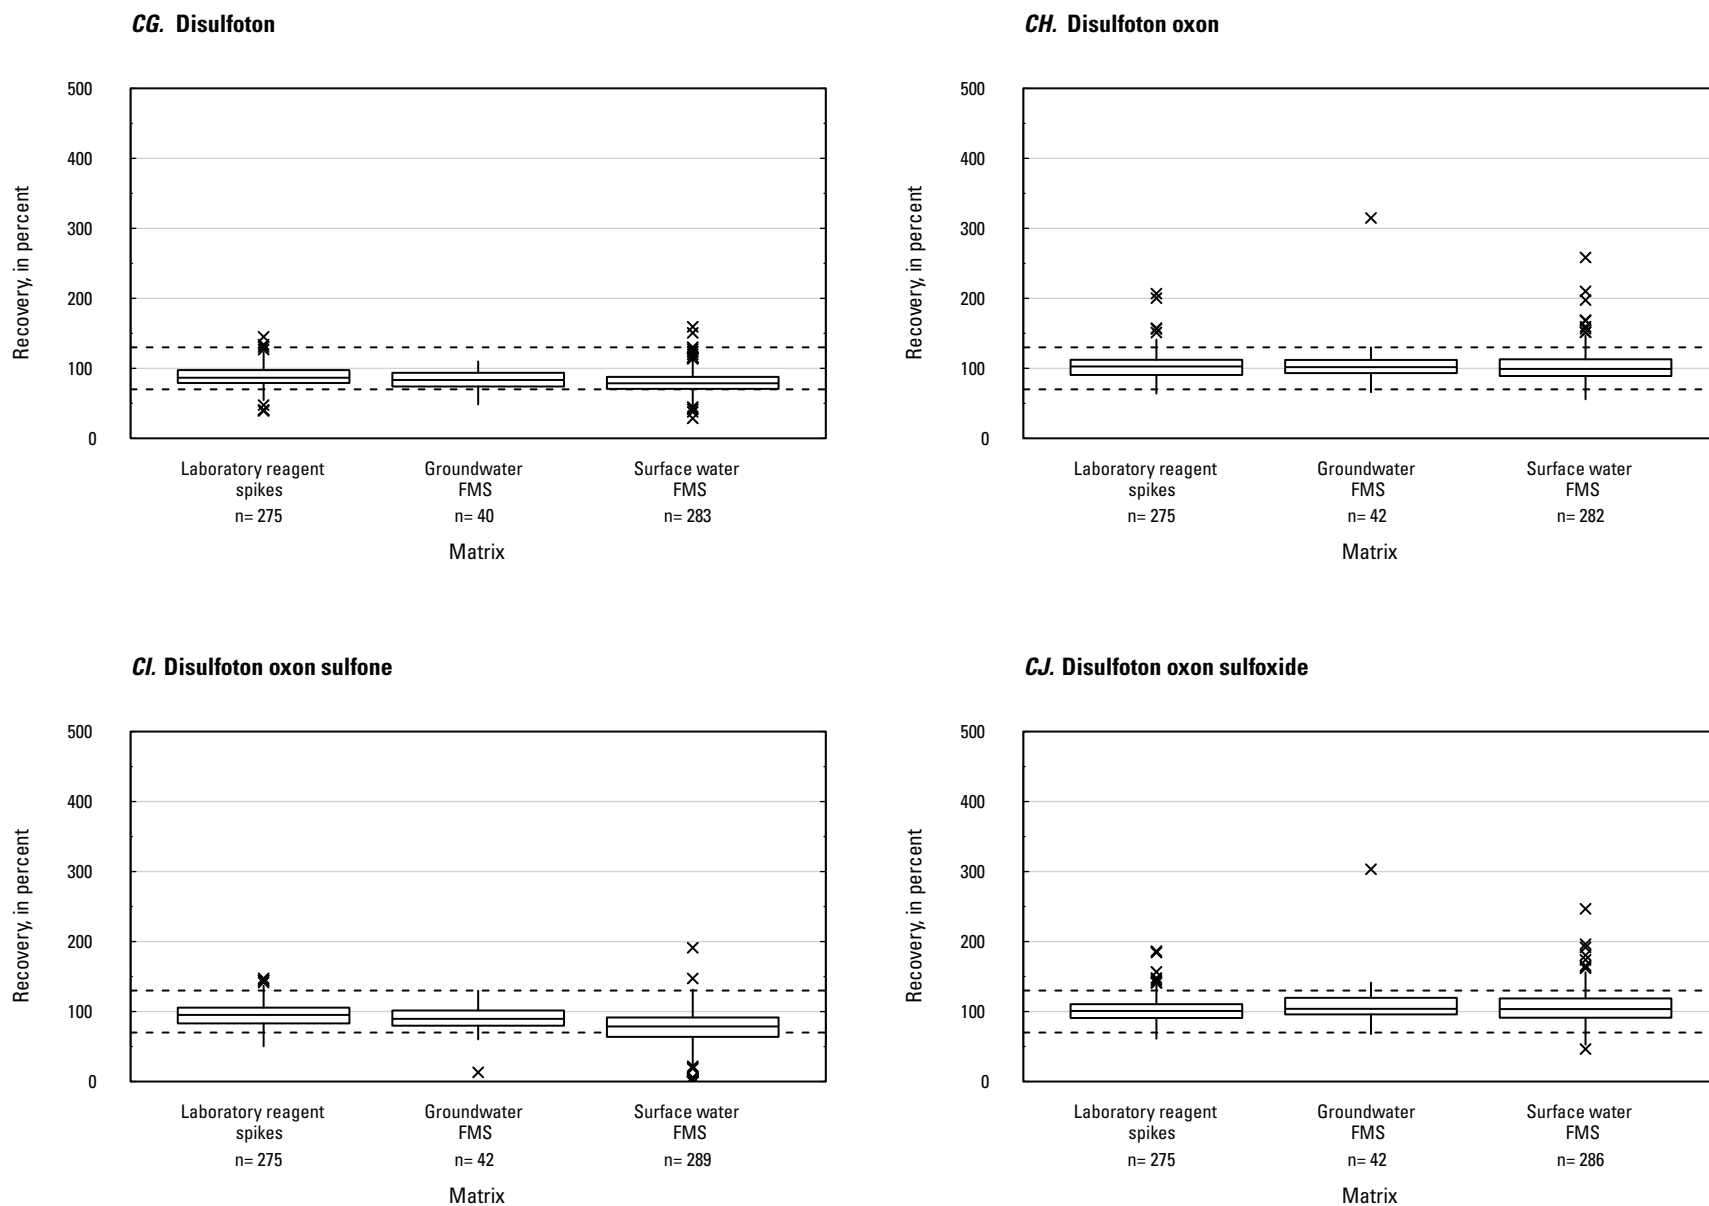 CG. Disulfoton
500
400
300
200
100
0
Recovery, in percent
Laboratory reagent spikes
n= 275
Groundwater FMS
n= 40
Surface water FMS
n= 283
Matrix
CH. Disulfoton oxon
500
400
300
200
100
0
Recovery, in percent
Laboratory reagent spikes
n= 275
Groundwater FMS
n= 42
Surface water FMS
n= 282
Matrix
CI. Disulfoton oxon sulfone
500
400
300
200
100
0
Recovery, in percent
Laboratory reagent spikes
n= 275
Groundwater FMS
n= 42
Surface water FMS
n= 289
Matrix
CJ. Disulfoton oxon sulfoxide
500
400
300
200
100
0
Recovery, in percent
Laboratory reagent spikes
n= 275
Groundwater FMS
n= 42
Surface water FMS
n= 286
Matrix